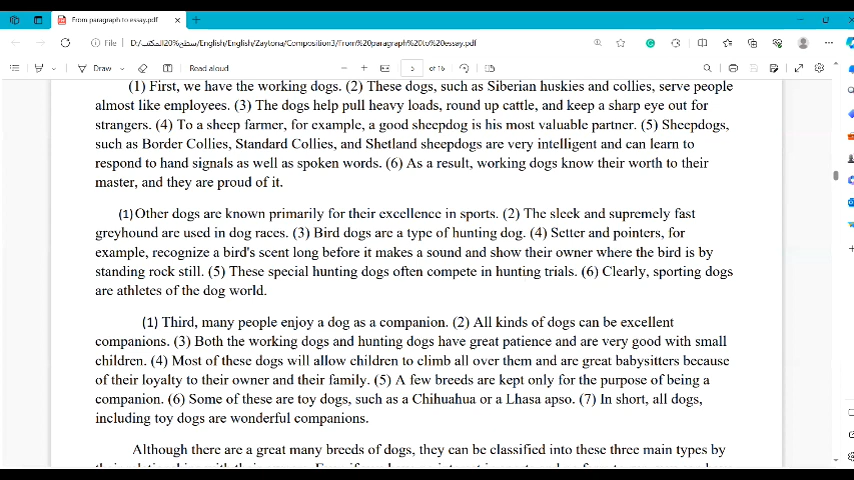 From paragraph to essay.pdf
File
D:/سطح%20المكتب/English/English/Zaytona/Composition3/From%20paragraph%20to%20essay.pdf
Draw
Read aloud
(1) First, we have the working dogs. (2) These dogs, such as Siberian huskies and collies, serve people
almost like employees. (3) The dogs help pull heavy loads, round up cattle, and keep a sharp eye out for
strangers. (4) To a sheep farmer, for example, a good sheepdog is his most valuable partner. (5) Sheepdogs,
such as Border Collies, Standard Collies, and Shetland sheepdogs are very intelligent and can learn to
respond to hand signals as well as spoken words. (6) As a result, working dogs know their worth to their
master, and they are proud of it.
(1) Other dogs are known primarily for their excellence in sports. (2) The sleek and supremely fast
greyhound are used in dog races. (3) Bird dogs are a type of hunting dog. (4) Setter and pointers, for
example, recognize a bird's scent long before it makes a sound and show their owner where the bird is by
standing rock still. (5) These special hunting dogs often compete in hunting trials. (6) Clearly, sporting dogs
are athletes of the dog world.
(1) Third, many people enjoy a dog as a companion. (2) All kinds of dogs can be excellent
companions. (3) Both the working dogs and hunting dogs have great patience and are very good with small
children. (4) Most of these dogs will allow children to climb all over them and are great babysitters because
of their loyalty to their owner and their family. (5) A few breeds are kept only for the purpose of being a
companion. (6) Some of these are toy dogs, such as a Chihuahua or a Lhasa apso. (7) In short, all dogs,
including toy dogs are wonderful companions.
Although there are a great many breeds of dogs, they can be classified into these three main types by